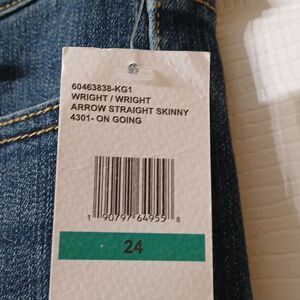 60463838-KG1
WRIGHT / WRIGHT
ARROW STRAIGHT SKINNY
4301- ON GOING
1 90797 64955 8
24